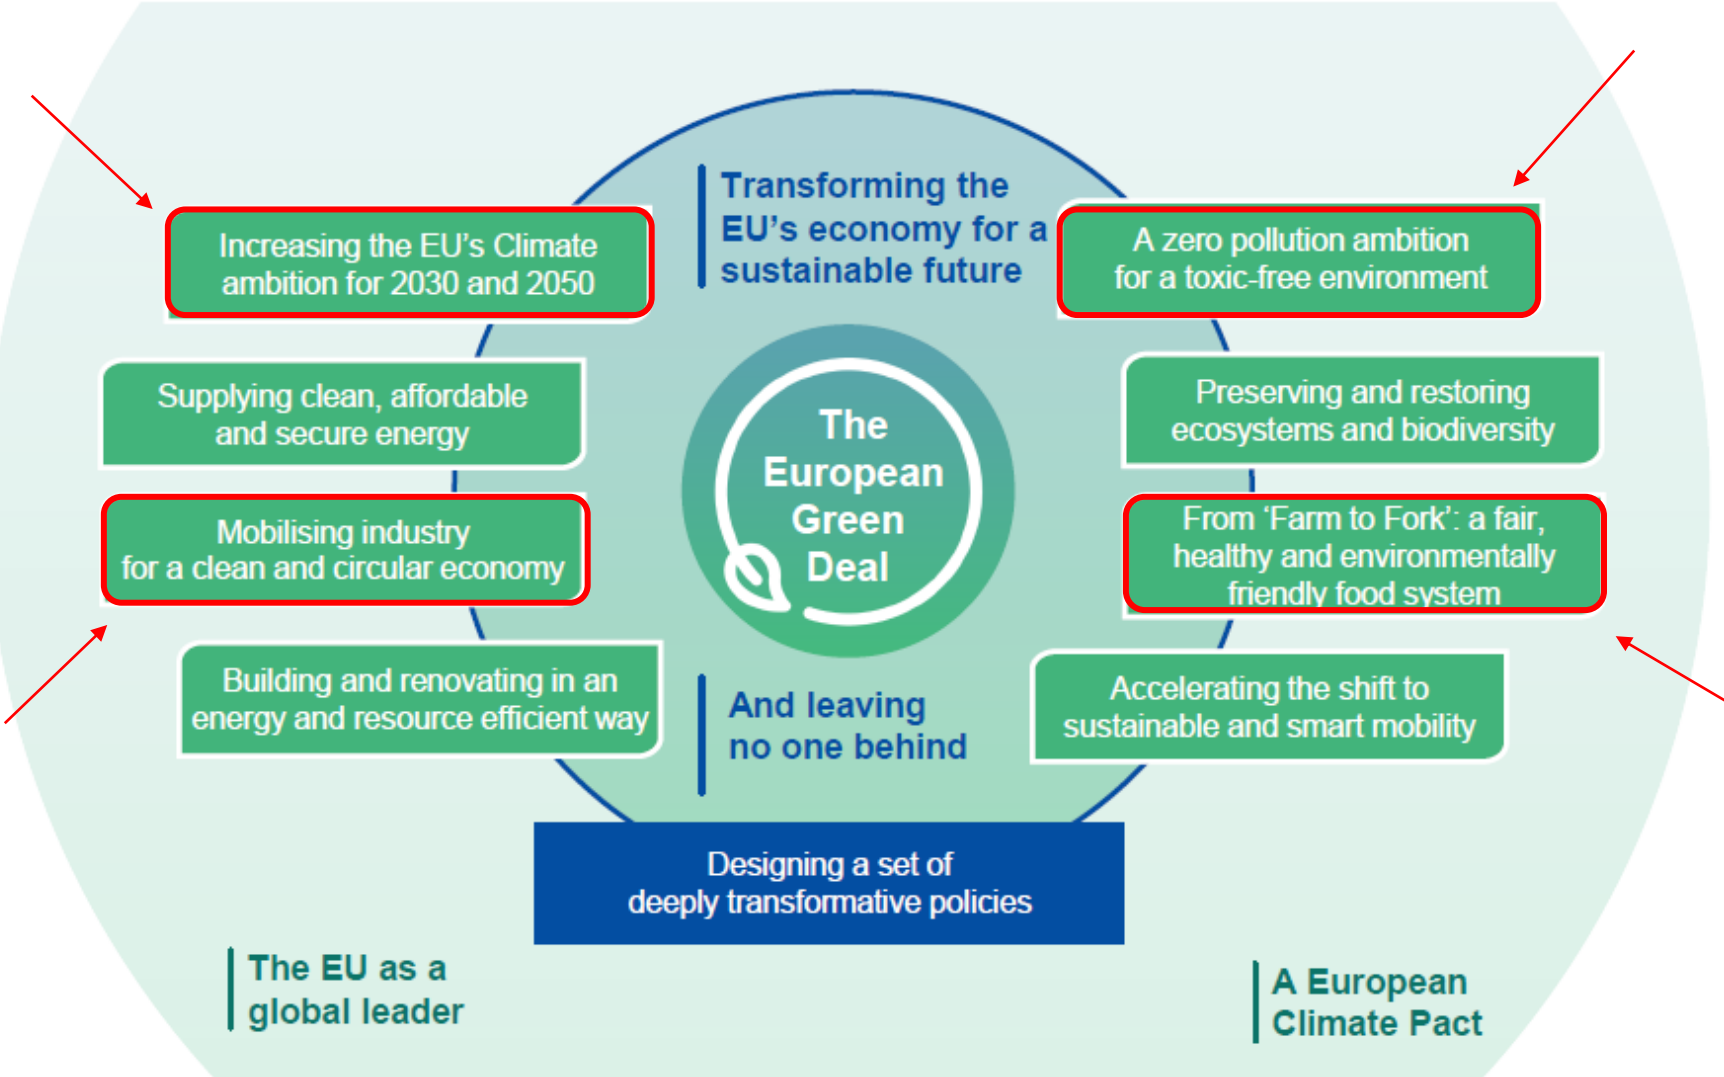 Transforming the
EU’s economy for a
sustainable future
Increasing the EU’s Climate
ambition for 2030 and 2050
A zero pollution ambition
for a toxic-free environment
Supplying clean, affordable
and secure energy
Preserving and restoring
ecosystems and biodiversity
The
European
Green
Deal
Mobilising industry
for a clean and circular economy
From ‘Farm to Fork’: a fair,
healthy and environmentally
friendly food system
Building and renovating in an
energy and resource efficient way
And leaving
no one behind
Accelerating the shift to
sustainable and smart mobility
Designing a set of
deeply transformative policies
The EU as a
global leader
A European
Climate Pact